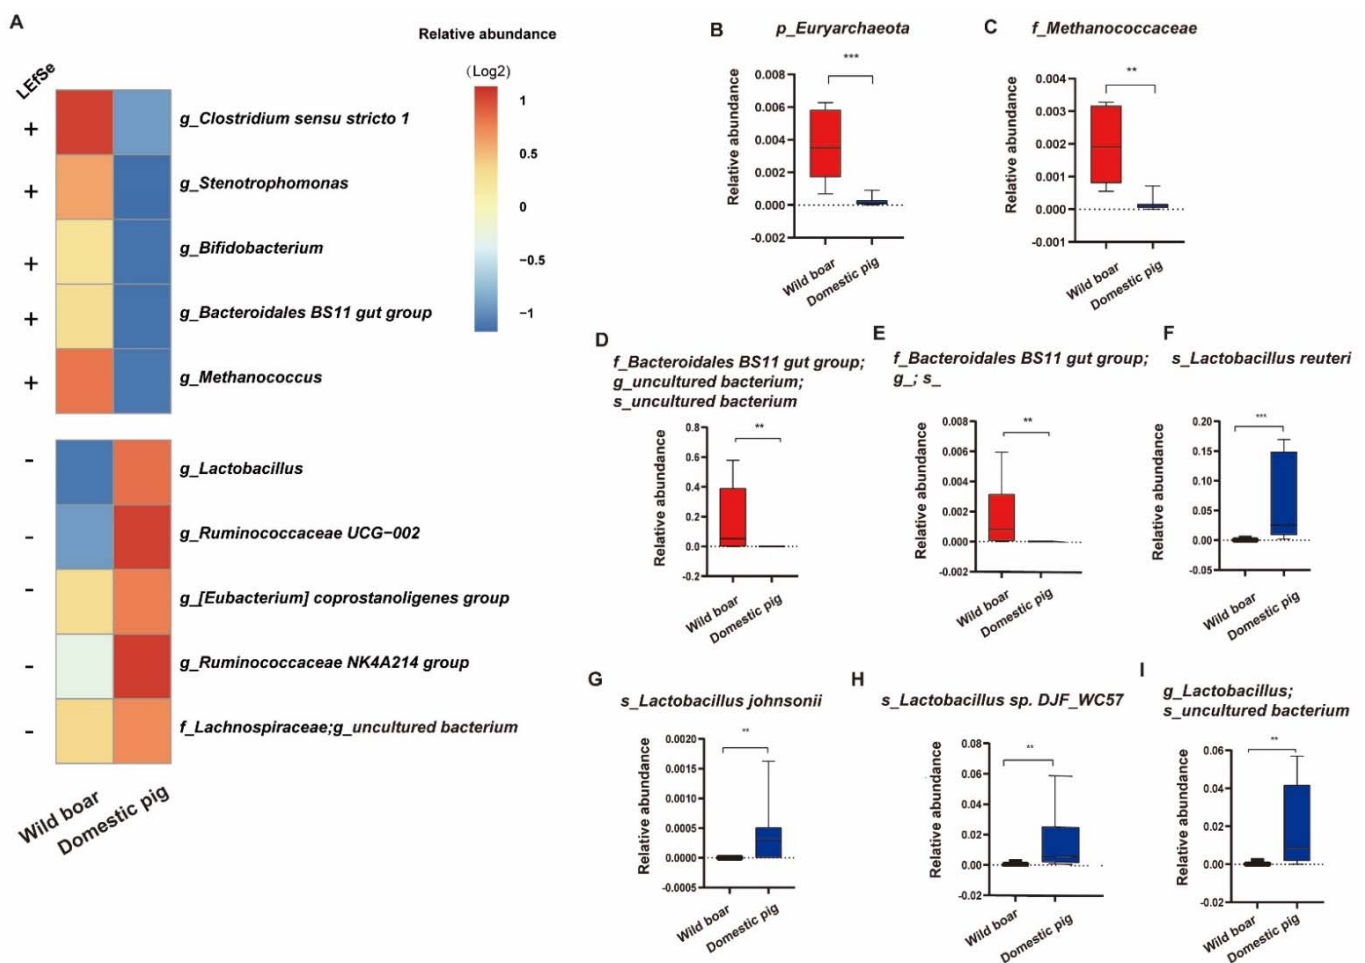 A
LEfSe
Relative abundance
(Log2)
1
0.5
0
−0.5
−1
+ g_Clostridium sensu stricto 1
+ g_Stenotrophomonas
+ g_Bifidobacterium
+ g_Bacteroidales BS11 gut group
+ g_Methanococcus
- g_Lactobacillus
- g_Ruminococcaceae UCG−002
- g_[Eubacterium] coprostanoligenes group
- g_Ruminococcaceae NK4A214 group
- f_Lachnospiraceae;g_uncultured bacterium
Wild boar
Domestic pig
B
p_Euryarchaeota
***
Relative abundance
0.008
0.006
0.004
0.002
0.000
-0.002
Wild boar
Domestic pig
C
f_Methanococcaceae
**
Relative abundance
0.004
0.003
0.002
0.001
0.000
-0.001
Wild boar
Domestic pig
D
f_Bacteroidales BS11 gut group;
g_uncultured bacterium;
s_uncultured bacterium
**
Relative abundance
0.8
0.6
0.4
0.2
0.0
-0.2
Wild boar
Domestic pig
E
f_Bacteroidales BS11 gut group;
g_; s_
**
Relative abundance
0.008
0.006
0.004
0.002
0.000
-0.002
Wild boar
Domestic pig
F
s_Lactobacillus reuteri
***
Relative abundance
0.20
0.15
0.10
0.05
0.00
-0.05
Wild boar
Domestic pig
G
s_Lactobacillus johnsonii
**
Relative abundance
0.0020
0.0015
0.0010
0.0005
0.0000
-0.0005
Wild boar
Domestic pig
H
s_Lactobacillus sp. DJF_WC57
**
Relative abundance
0.08
0.06
0.04
0.02
0.00
-0.02
Wild boar
Domestic pig
I
g_Lactobacillus;
s_uncultured bacterium
**
Relative abundance
0.06
0.04
0.02
0.00
-0.02
Wild boar
Domestic pig